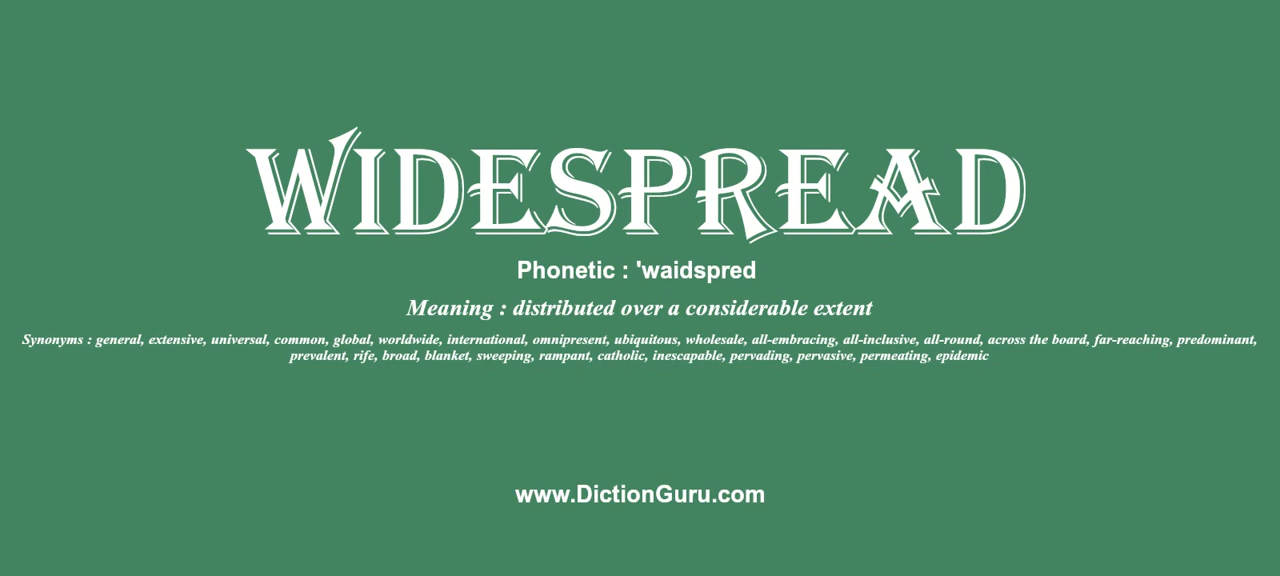 WIDESPREAD
Phonetic : 'waidspred
Meaning : distributed over a considerable extent
Synonyms : general, extensive, universal, common, global, worldwide, international, omnipresent, ubiquitous, wholesale, all-embracing, all-inclusive, all-round, across the board, far-reaching, predominant,
prevalent, rife, broad, blanket, sweeping, rampant, catholic, inescapable, pervading, pervasive, permeating, epidemic
www.DictionGuru.com